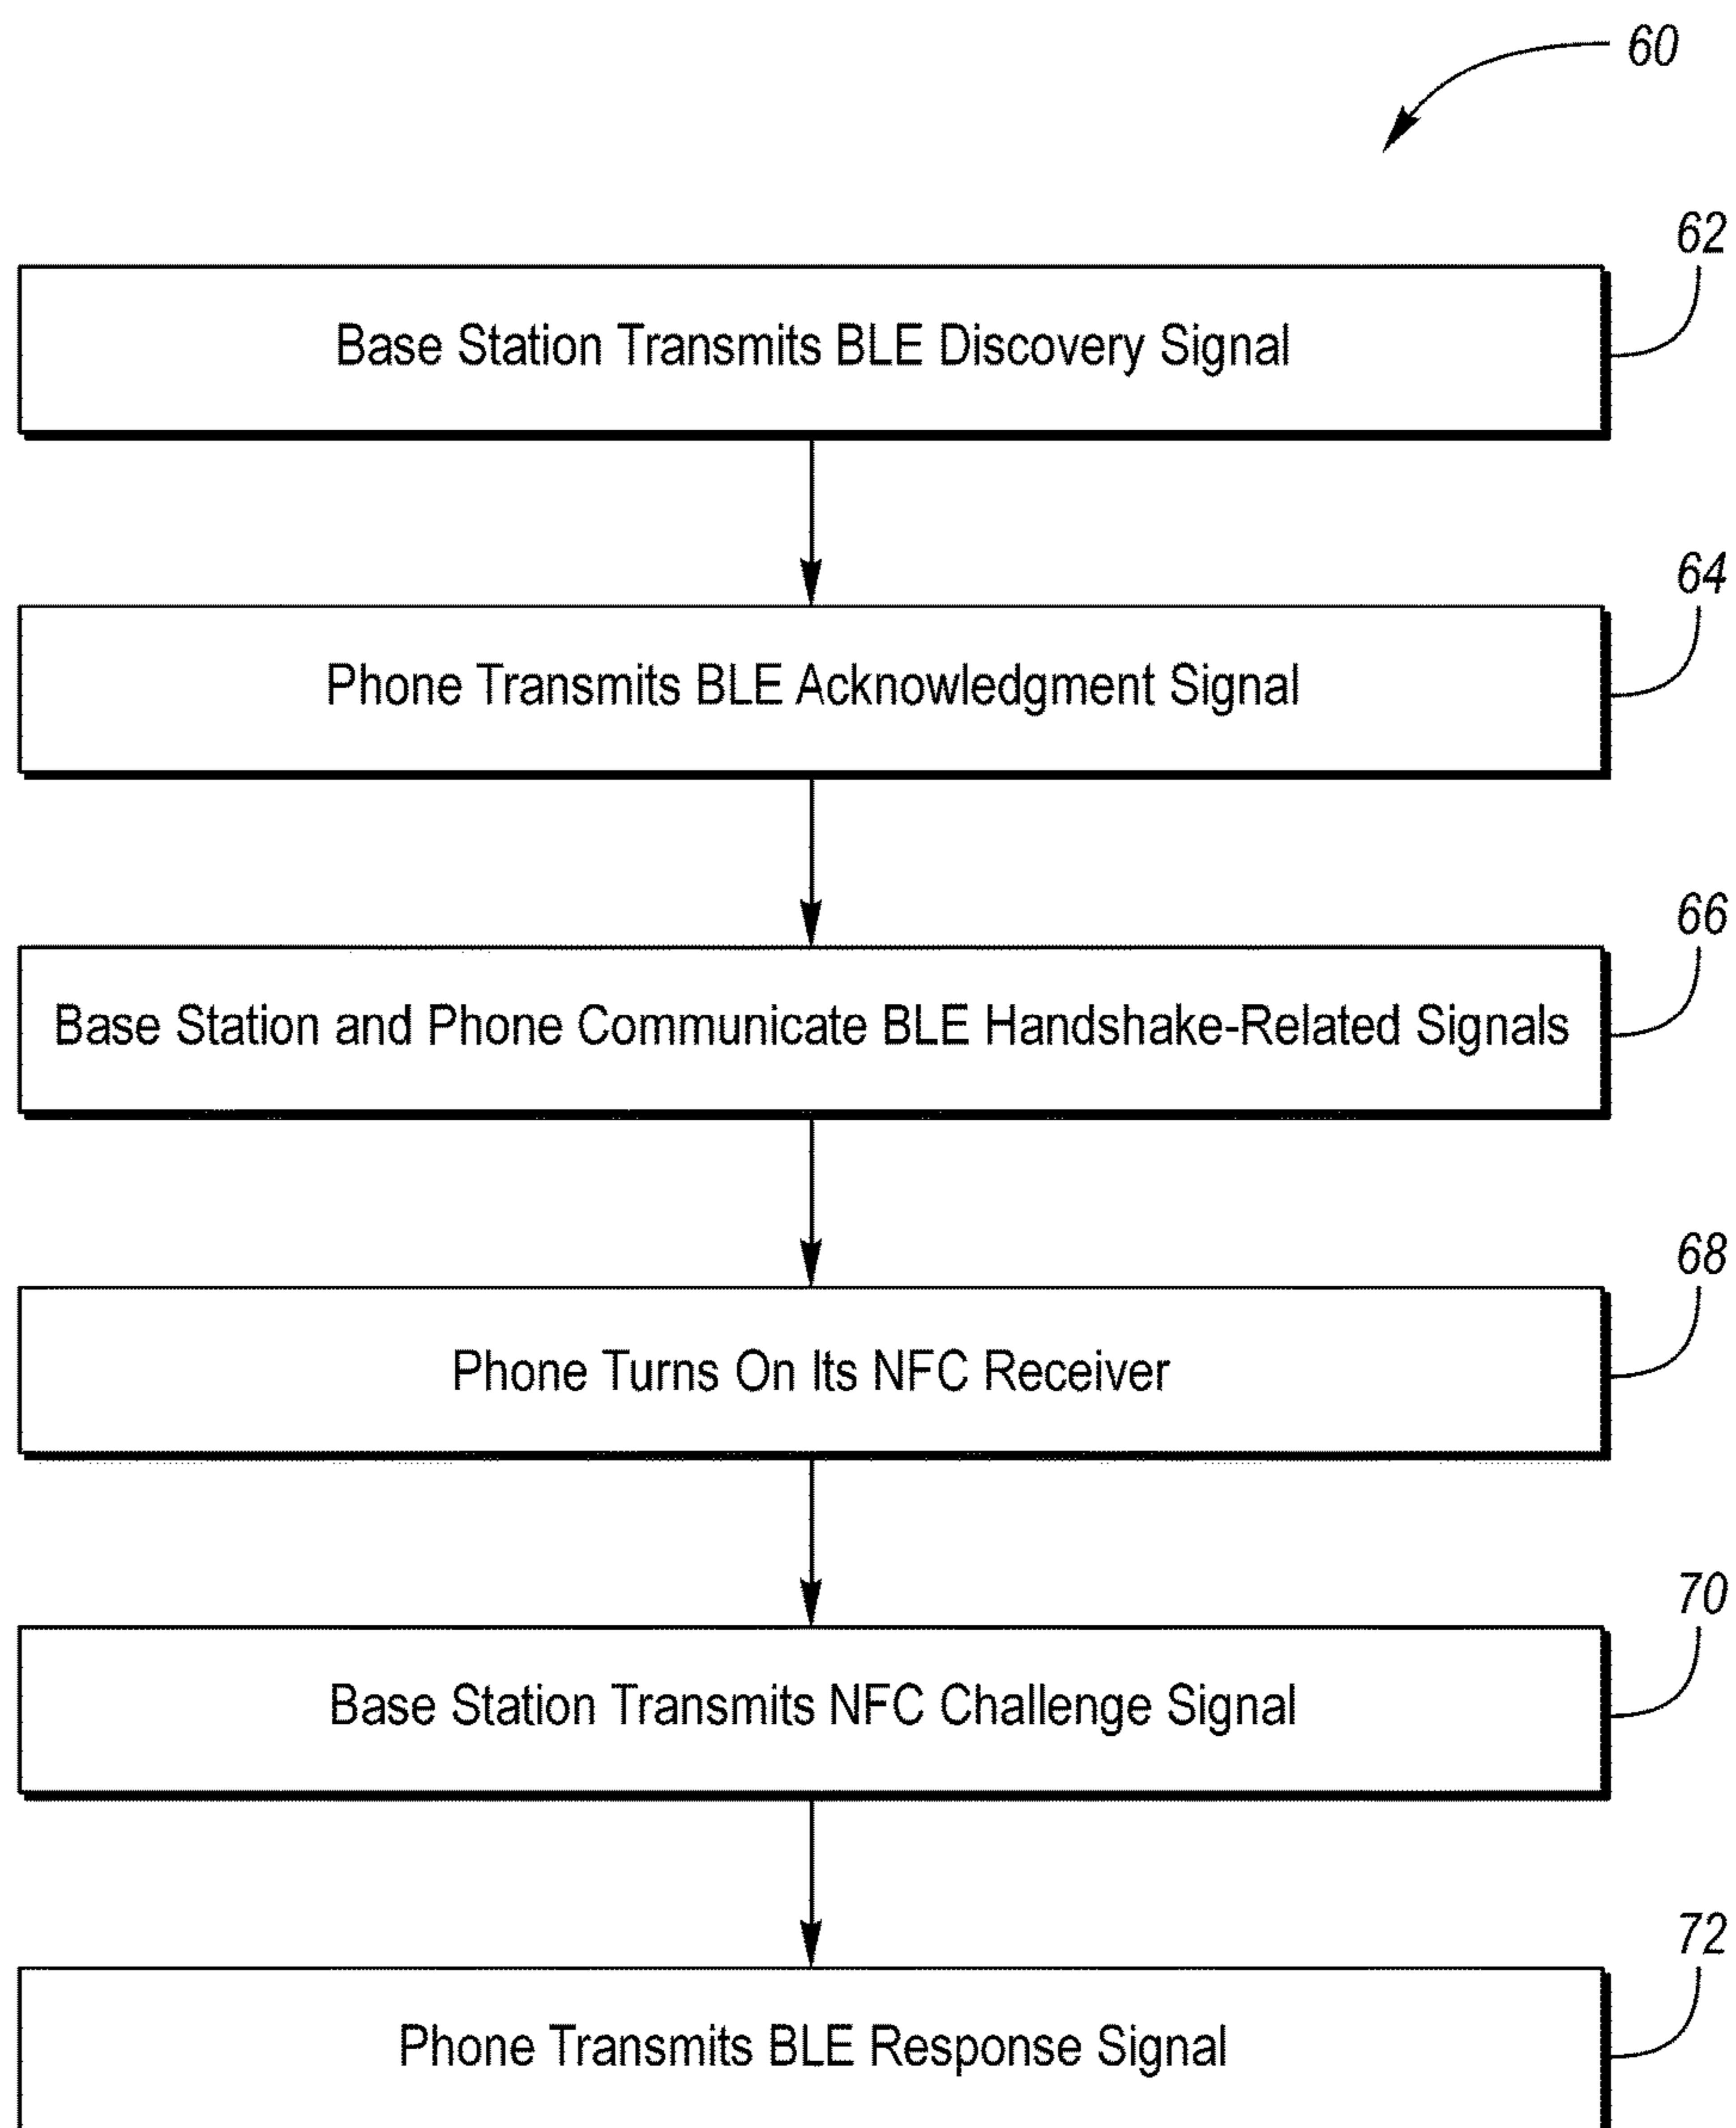 60
62
Base Station Transmits BLE Discovery Signal
64
Phone Transmits BLE Acknowledgment Signal
66
Base Station and Phone Communicate BLE Handshake-Related Signals
68
Phone Turns On Its NFC Receiver
70
Base Station Transmits NFC Challenge Signal
72
Phone Transmits BLE Response Signal